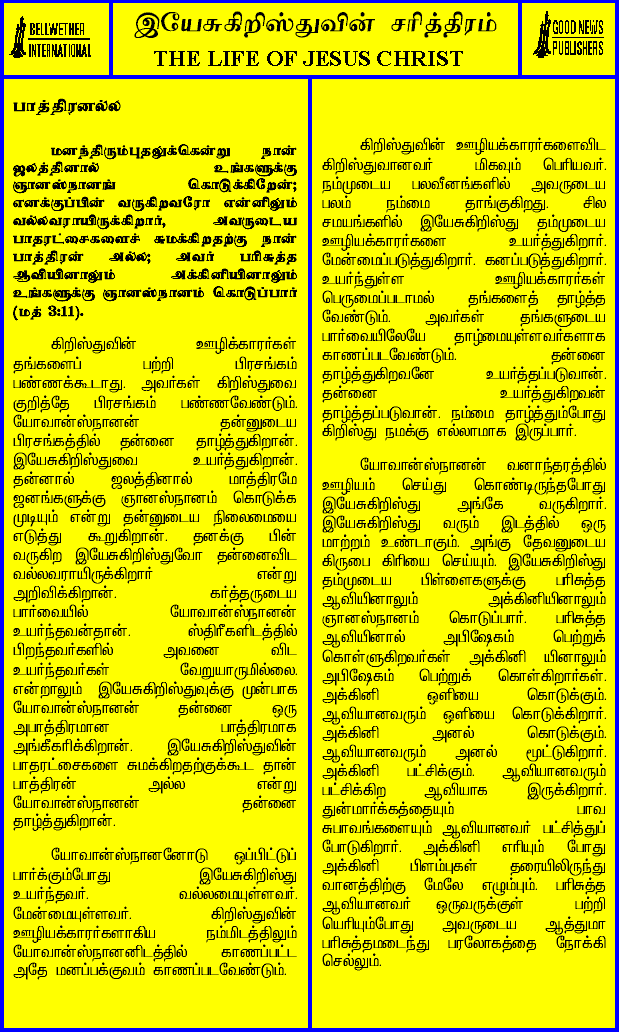 BELLWETHER
INTERNATIONAL
இயேசுகிறிஸ்துவின் சரித்திரம்
THE LIFE OF JESUS CHRIST
GOOD NEWS
PUBLISHERS
பாத்திரனல்ல
மனந்திரும்புதலுக்கென்று நான்
ஜலத்தினால் உங்களுக்கு
ஞானஸ்நானங் கொடுக்கிறேன்;
எனக்குப்பின் வருகிறவரோ என்னிலும்
வல்லவராயிருக்கிறார், அவருடைய
பாதரட்சைகளைச் சுமக்கிறதற்கு நான்
பாத்திரன் அல்ல; அவர் பரிசுத்த
ஆவியினாலும் அக்கினியினாலும்
உங்களுக்கு ஞானஸ்நானம் கொடுப்பார்
(மத் 3:11).
கிறிஸ்துவின் ஊழிக்காரர்கள்
தங்களைப் பற்றி பிரசங்கம்
பண்ணக்கூடாது. அவர்கள் கிறிஸ்துவை
குறித்தே பிரசங்கம் பண்ணவேண்டும்.
யோவான்ஸ்நானன் தன்னுடைய
பிரசங்கத்தில் தன்னை தாழ்த்துகிறான்.
இயேசுகிறிஸ்துவை உயர்த்துகிறான்.
தன்னால் ஜலத்தினால் மாத்திரமே
ஜனங்களுக்கு ஞானஸ்நானம் கொடுக்க
முடியும் என்று தன்னுடைய நிலைமையை
எடுத்து கூறுகிறான். தனக்கு பின்
வருகிற இயேசுகிறிஸ்துவோ தன்னைவிட
வல்லவராயிருக்கிறார் என்று
அறிவிக்கிறான். கர்த்தருடைய
பார்வையில் யோவான்ஸ்நானன்
உயர்ந்தவன்தான். ஸ்திரீகளிடத்தில்
பிறந்தவர்களில் அவனை விட
உயர்ந்தவர்கள் வேறுயாருமில்லை.
என்றாலும் இயேசுகிறிஸ்துவுக்கு முன்பாக
யோவான்ஸ்நானன் தன்னை ஒரு
அபாத்திரமான பாத்திரமாக
அங்கீகரிக்கிறான். இயேசுகிறிஸ்துவின்
பாதரட்சைகளை சுமக்கிறதற்குக்கூட தான்
பாத்திரன் அல்ல என்று
யோவான்ஸ்நானன் தன்னை
தாழ்த்துகிறான்.
யோவான்ஸ்நானனோடு ஒப்பிட்டுப்
பார்க்கும்போது இயேசுகிறிஸ்து
உயர்ந்தவர். வல்லமையுள்ளவர்.
மேன்மையுள்ளவர். கிறிஸ்துவின்
ஊழியக்காரர்களாகிய நம்மிடத்திலும்
யோவான்ஸ்நானனிடத்தில் காணப்பட்ட
அதே மனப்பக்குவம் காணப்படவேண்டும்.
கிறிஸ்துவின் ஊழியக்காரர்களைவிட
கிறிஸ்துவானவர் மிகவும் பெரியவர்.
நம்முடைய பலவீனங்களில் அவருடைய
பலம் நம்மை தாங்குகிறது. சில
சமயங்களில் இயேசுகிறிஸ்து தம்முடைய
ஊழியக்காரர்களை உயர்த்துகிறார்.
மேன்மைப்படுத்துகிறார். கனப்படுத்துகிறார்.
உயர்ந்துள்ள ஊழியக்காரர்கள்
பெருமைப்படாமல் தங்களைத் தாழ்த்த
வேண்டும். அவர்கள் தங்களுடைய
பார்வையிலேயே தாழ்மையுள்ளவர்களாக
காணப்படவேண்டும். தன்னை
தாழ்த்துகிறவனே உயர்த்தப்படுவான்.
தன்னை உயர்த்துகிறவன்
தாழ்த்தப்படுவான். நம்மை தாழ்த்தும்போது
கிறிஸ்து நமக்கு எல்லாமாக இருப்பார்.
யோவான்ஸ்நானன் வனாந்தரத்தில்
ஊழியம் செய்து கொண்டிருந்தபோது
இயேசுகிறிஸ்து அங்கே வருகிறார்.
இயேசுகிறிஸ்து வரும் இடத்தில் ஒரு
மாற்றம் உண்டாகும். அங்கு தேவனுடைய
கிருபை கிரியை செய்யும். இயேசுகிறிஸ்து
தம்முடைய பிள்ளைகளுக்கு பரிசுத்த
ஆவியினாலும் அக்கினியினாலும்
ஞானஸ்நானம் கொடுப்பார். பரிசுத்த
ஆவியினால் அபிஷேகம் பெற்றுக்
கொள்ளுகிறவர்கள் அக்கினி யினாலும்
அபிஷேகம் பெற்றுக் கொள்கிறார்கள்.
அக்கினி ஒளியை கொடுக்கும்.
ஆவியானவரும் ஒளியை கொடுக்கிறார்.
அக்கினி அனல் கொடுக்கும்.
ஆவியானவரும் அனல் மூட்டுகிறார்.
அக்கினி பட்சிக்கும். ஆவியானவரும்
பட்சிக்கிற ஆவியாக இருக்கிறார்.
துன்மார்க்கத்தையும் பாவ
சுபாவங்களையும் ஆவியானவர் பட்சித்துப்
போடுகிறார். அக்கினி எரியும் போது
அக்கினி பிளம்புகள் தரையிலிருந்து
வானத்திற்கு மேலே எழும்பும். பரிசுத்த
ஆவியானவர் ஒருவருக்குள் பற்றி
யெரியும்போது அவருடைய ஆத்துமா
பரிசுத்தமடைந்து பரலோகத்தை நோக்கி
செல்லும்.